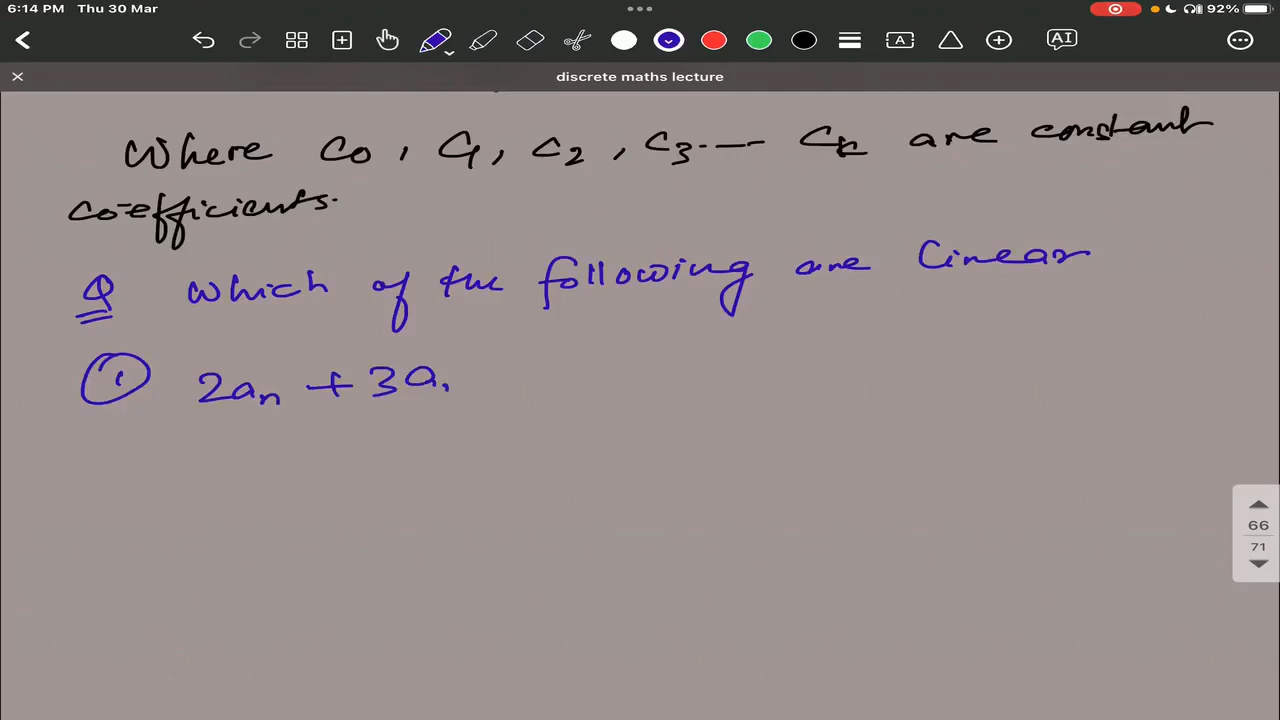 6:14 PM Thu 30 Mar
92%
A
AI
discrete maths lecture
Where C0, C1, C2, C3---- CK are constant
co-efficients.
Q Which of the following are Linear
1 2an + 3a
66
71